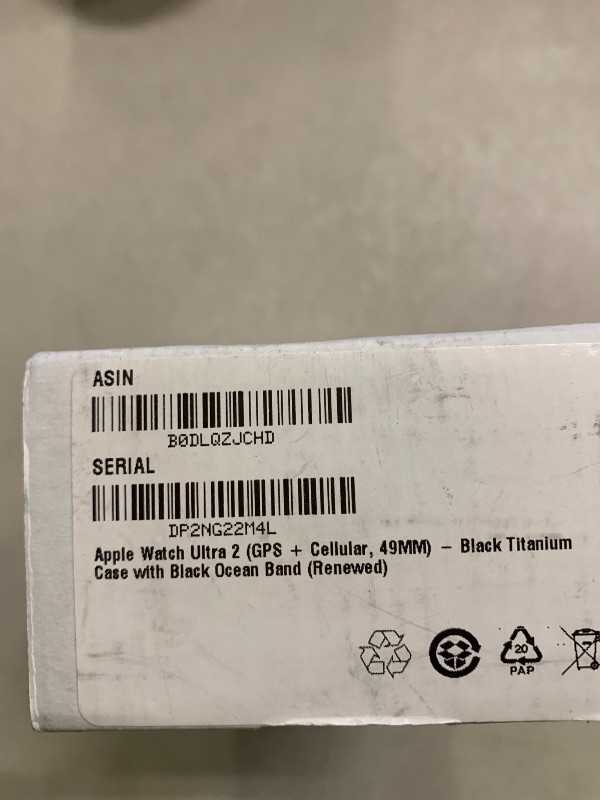 ASIN
B0DLQZJCHD
SERIAL
DP2NG22M4L
Apple Watch Ultra 2 (GPS + Cellular, 49MM) – Black Titanium
Case with Black Ocean Band (Renewed)
20
PAP